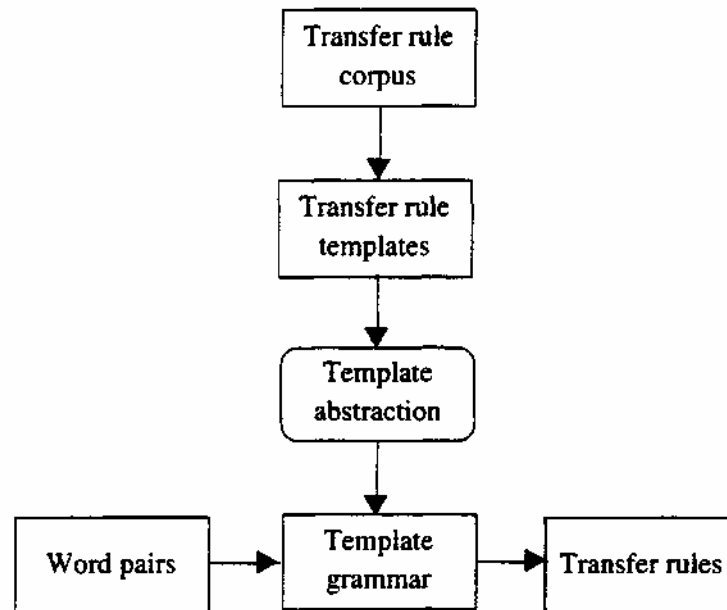 Transfer rule
corpus
Transfer rule
templates
Template
abstraction
Word pairs
Template
grammar
Transfer rules